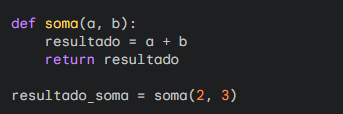 def soma(a, b):
    resultado = a + b
    return resultado

resultado_soma = soma(2, 3)